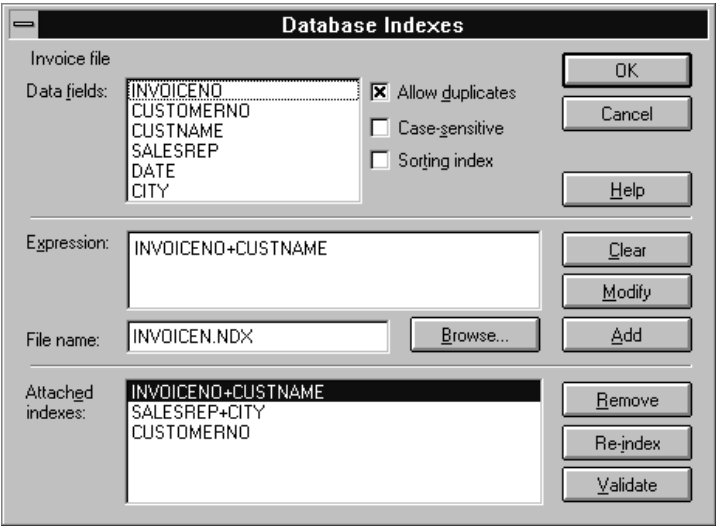 Database Indexes
Invoice file
Data fields:
INVOICENO
CUSTOMERNO
CUSTNAME
SALESREP
DATE
CITY
Allow duplicates
Case-sensitive
Sorting index
OK
Cancel
Help
Expression:
INVOICENO+CUSTNAME
Clear
Modify
File name:
INVOICEN.NDX
Browse...
Add
Attached
indexes:
INVOICENO+CUSTNAME
SALESREP+CITY
CUSTOMERNO
Remove
Re-index
Validate